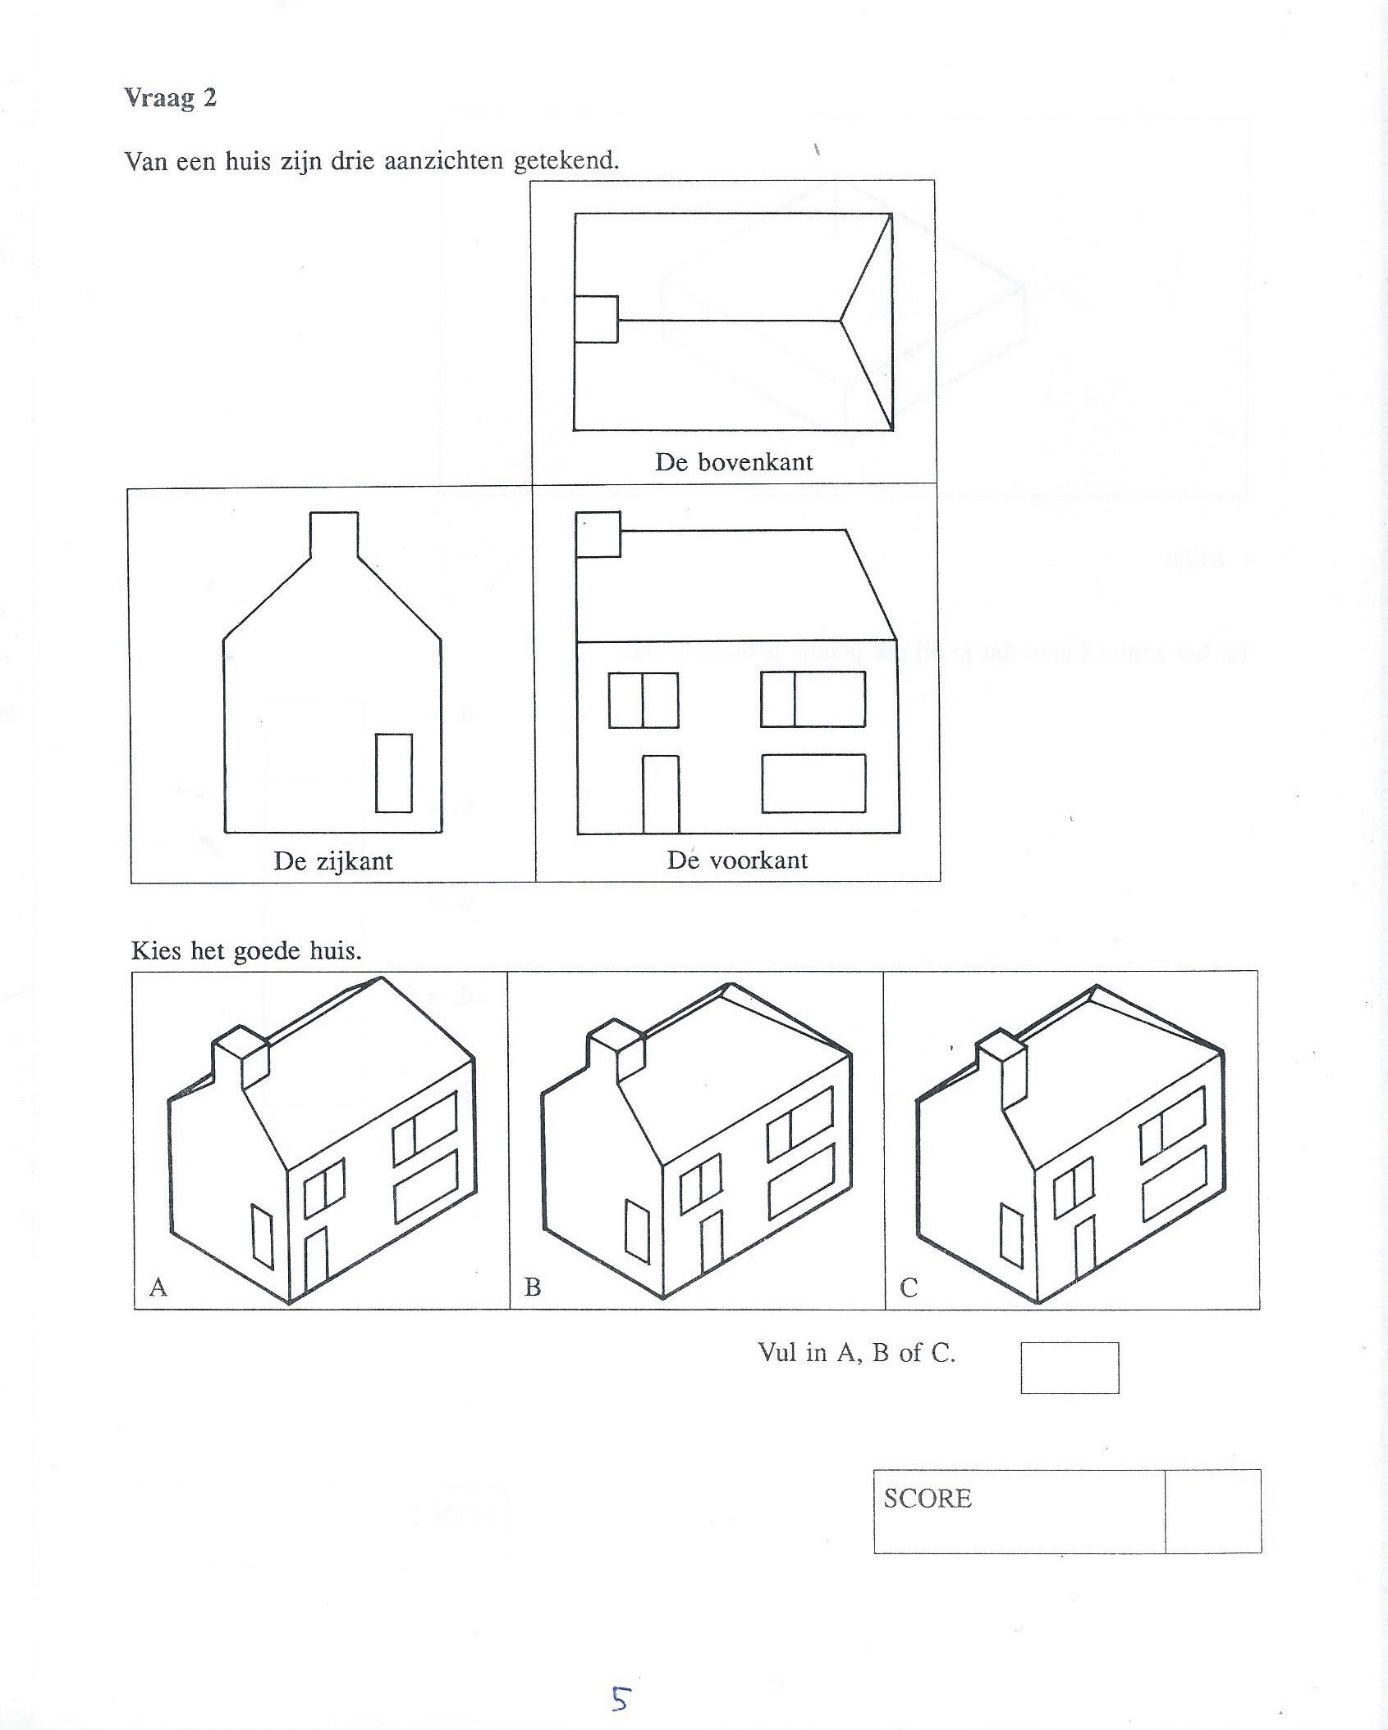 Vraag 2
Van een huis zijn drie aanzichten getekend.
De bovenkant
De zijkant
De voorkant
Kies het goede huis.
A
B
C
Vul in A, B of C.
SCORE
5